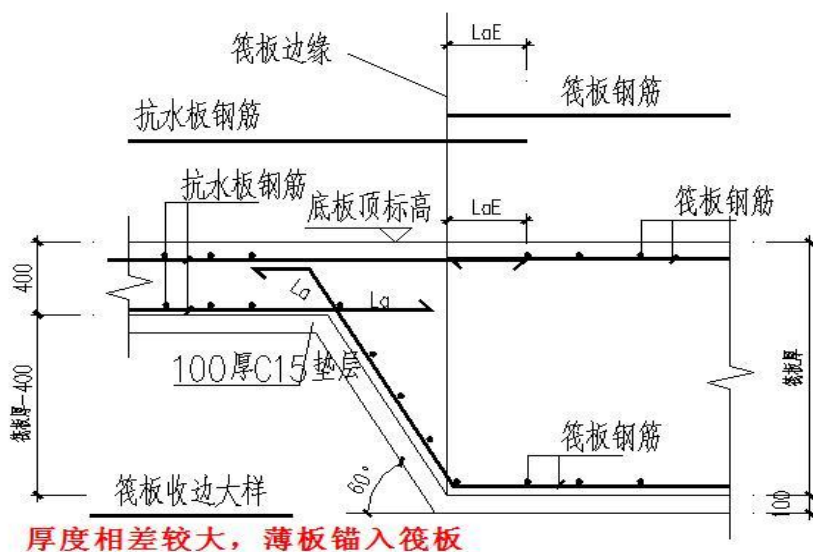 LaE
筏板边缘
筏板钢筋
抗水板钢筋
抗水板钢筋
底板顶标高
LaE
筏板钢筋
400
La
La
100厚C15垫层
筏板厚-400
筏板厚
筏板钢筋
60°
筏板收边大样
100
厚度相差较大，薄板锚入筏板